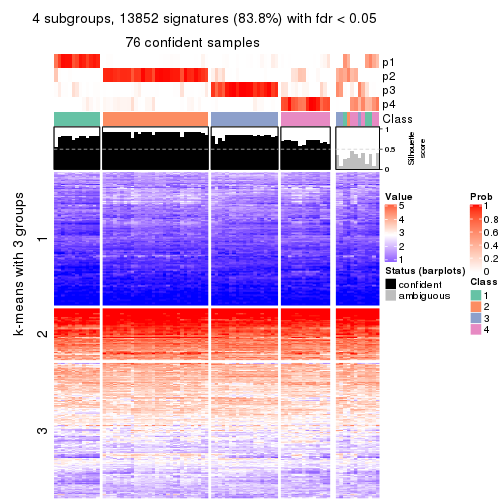 4 subgroups, 13852 signatures (83.8%) with fdr < 0.05
76 confident samples
p1
p2
p3
p4
Class
1
0.5
0
Silhouette
score
k-means with 3 groups
1
2
3
Value
5
4
3
2
1
Status (barplots)
confident
ambiguous
Prob
1
0.8
0.6
0.4
0.2
0
Class
1
2
3
4